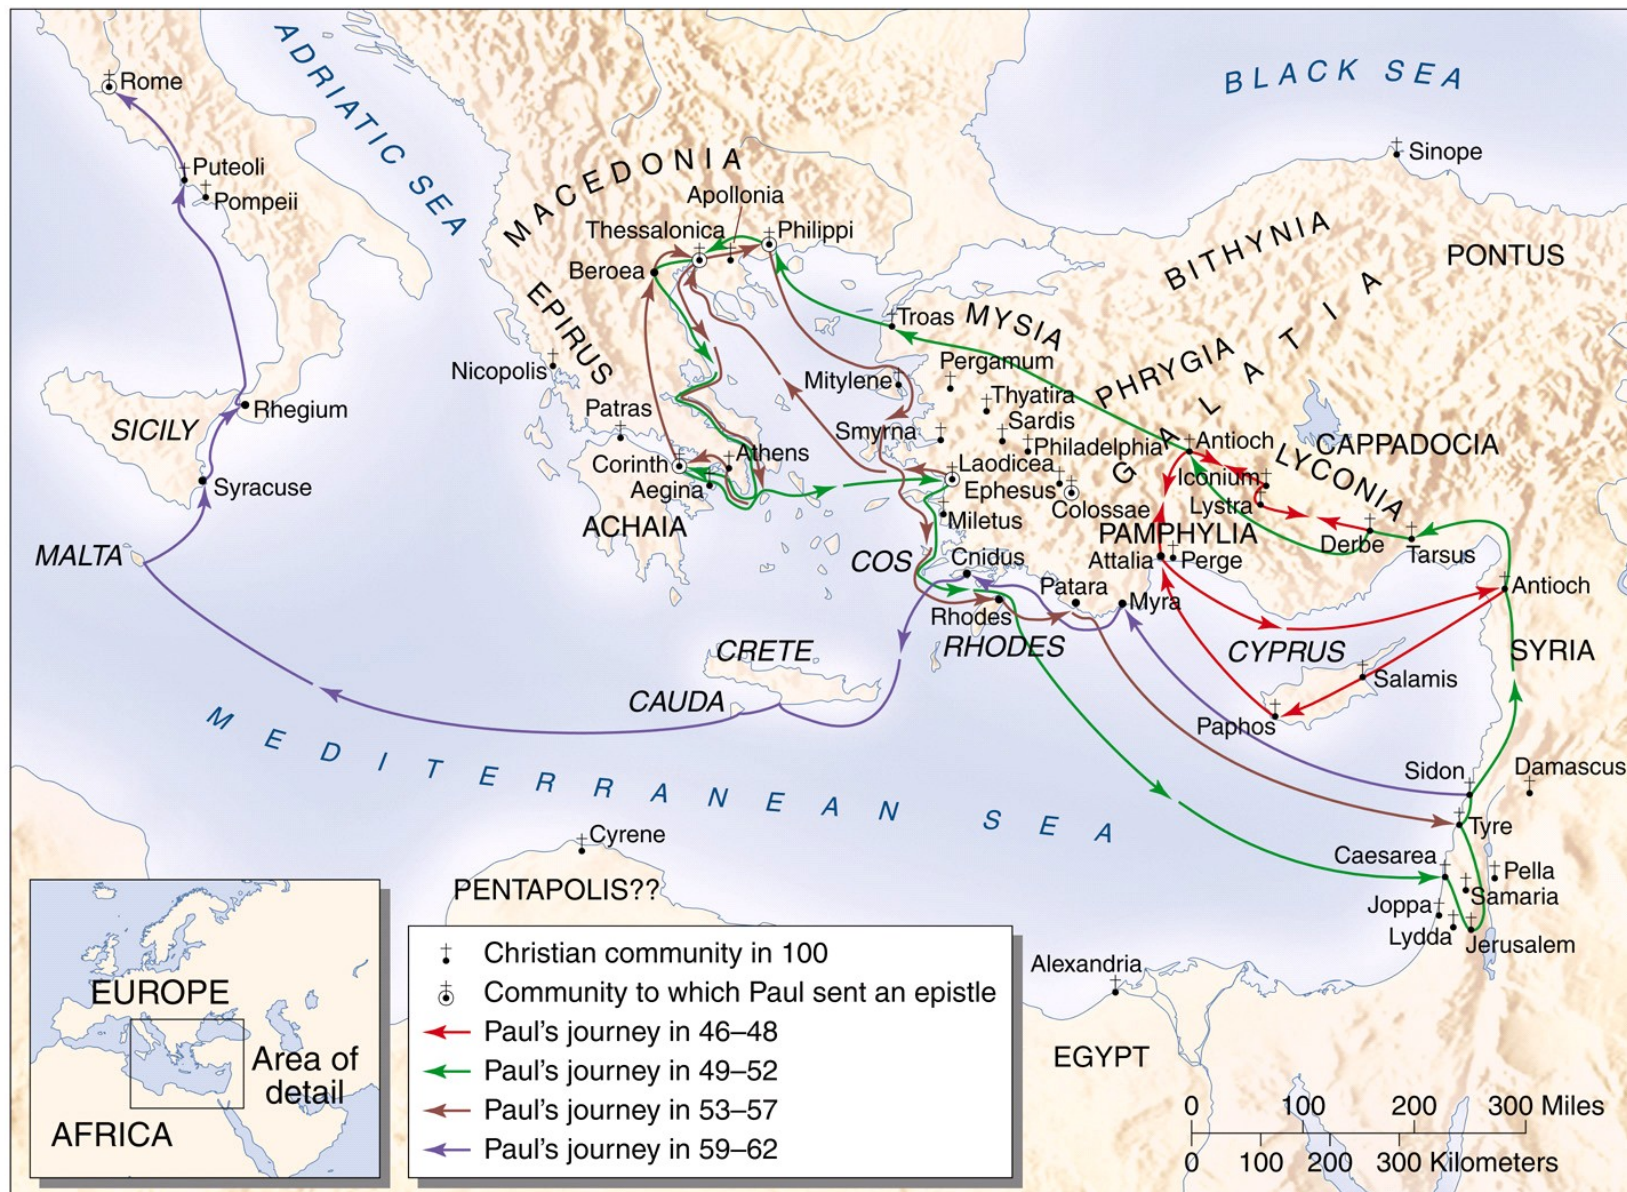 ADRIATIC SEA
BLACK SEA
Rome
Puteoli
Pompeii
Sinope
MACEDONIA
Apollonia
Thessalonica
Philippi
Beroea
BITHYNIA
PONTUS
EPIRUS
Troas
MYSIA
PHRYGIA
GALATIA
Pergamum
Nicopolis
Mitylene
Thyatira
Sardis
Rhegium
SICILY
Patras
Smyrna
Philadelphia
Antioch
CAPPADOCIA
LYCONIA
Athens
Corinth
Laodicea
Iconium
Aegina
Ephesus
Syracuse
Colossae
Lystra
ACHAIA
Miletus
PAMPHYLIA
Derbe
Tarsus
MALTA
COS
Cnidus
Attalia
Perge
Patara
Myra
Antioch
Rhodes
RHODES
CRETE
CYPRUS
SYRIA
CAUDA
Salamis
Paphos
MEDITERRANEAN SEA
Sidon
Damascus
Tyre
Cyrene
Caesarea
Pella
PENTAPOLIS??
Samaria
Joppa
Lydda
Jerusalem
Alexandria
EGYPT
EUROPE
Area of
detail
AFRICA
Christian community in 100
Community to which Paul sent an epistle
Paul's journey in 46–48
Paul's journey in 49–52
Paul's journey in 53–57
Paul's journey in 59–62
0 100 200 300 Miles
0 100 200 300 Kilometers